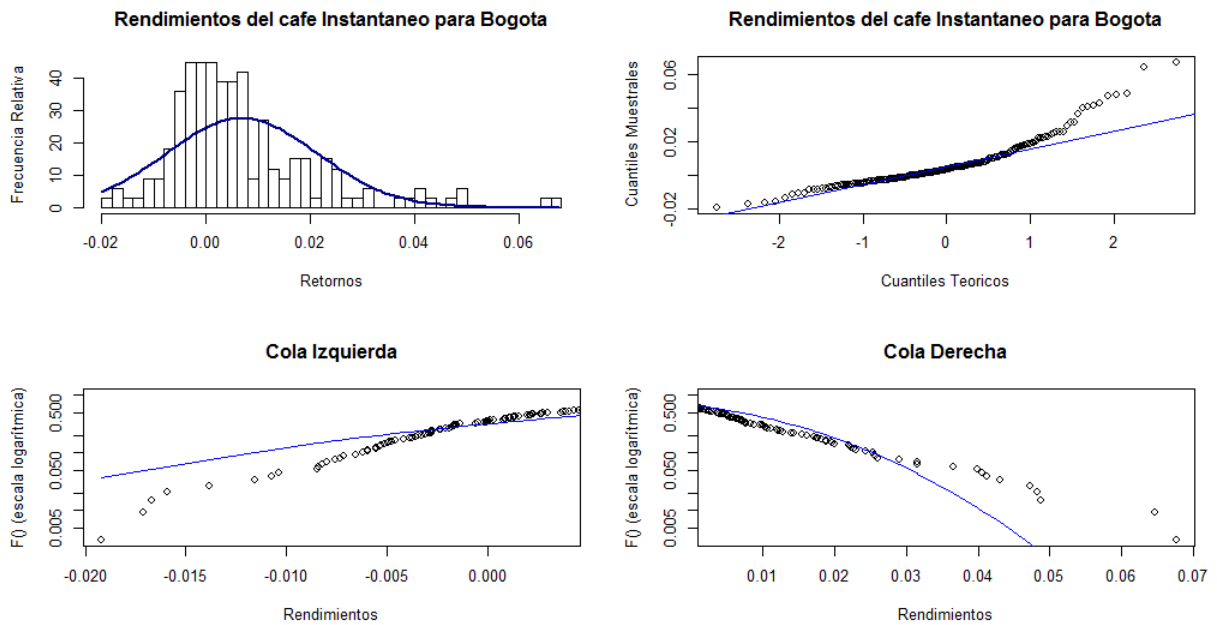 Rendimientos del cafe Instantaneo para Bogota
Frecuencia Relativa
0 10 20 30 40
-0.02 0.00 0.02 0.04 0.06
Retornos
Rendimientos del cafe Instantaneo para Bogota
Cuantiles Muestrales
-0.02 0.02 0.06
-2 -1 0 1 2
Cuantiles Teoricos
Cola Izquierda
F() (escala logarítmica)
0.005 0.050 0.500
-0.020 -0.015 -0.010 -0.005 0.000
Rendimientos
Cola Derecha
F() (escala logarítmica)
0.005 0.050 0.500
0.01 0.02 0.03 0.04 0.05 0.06 0.07
Rendimientos